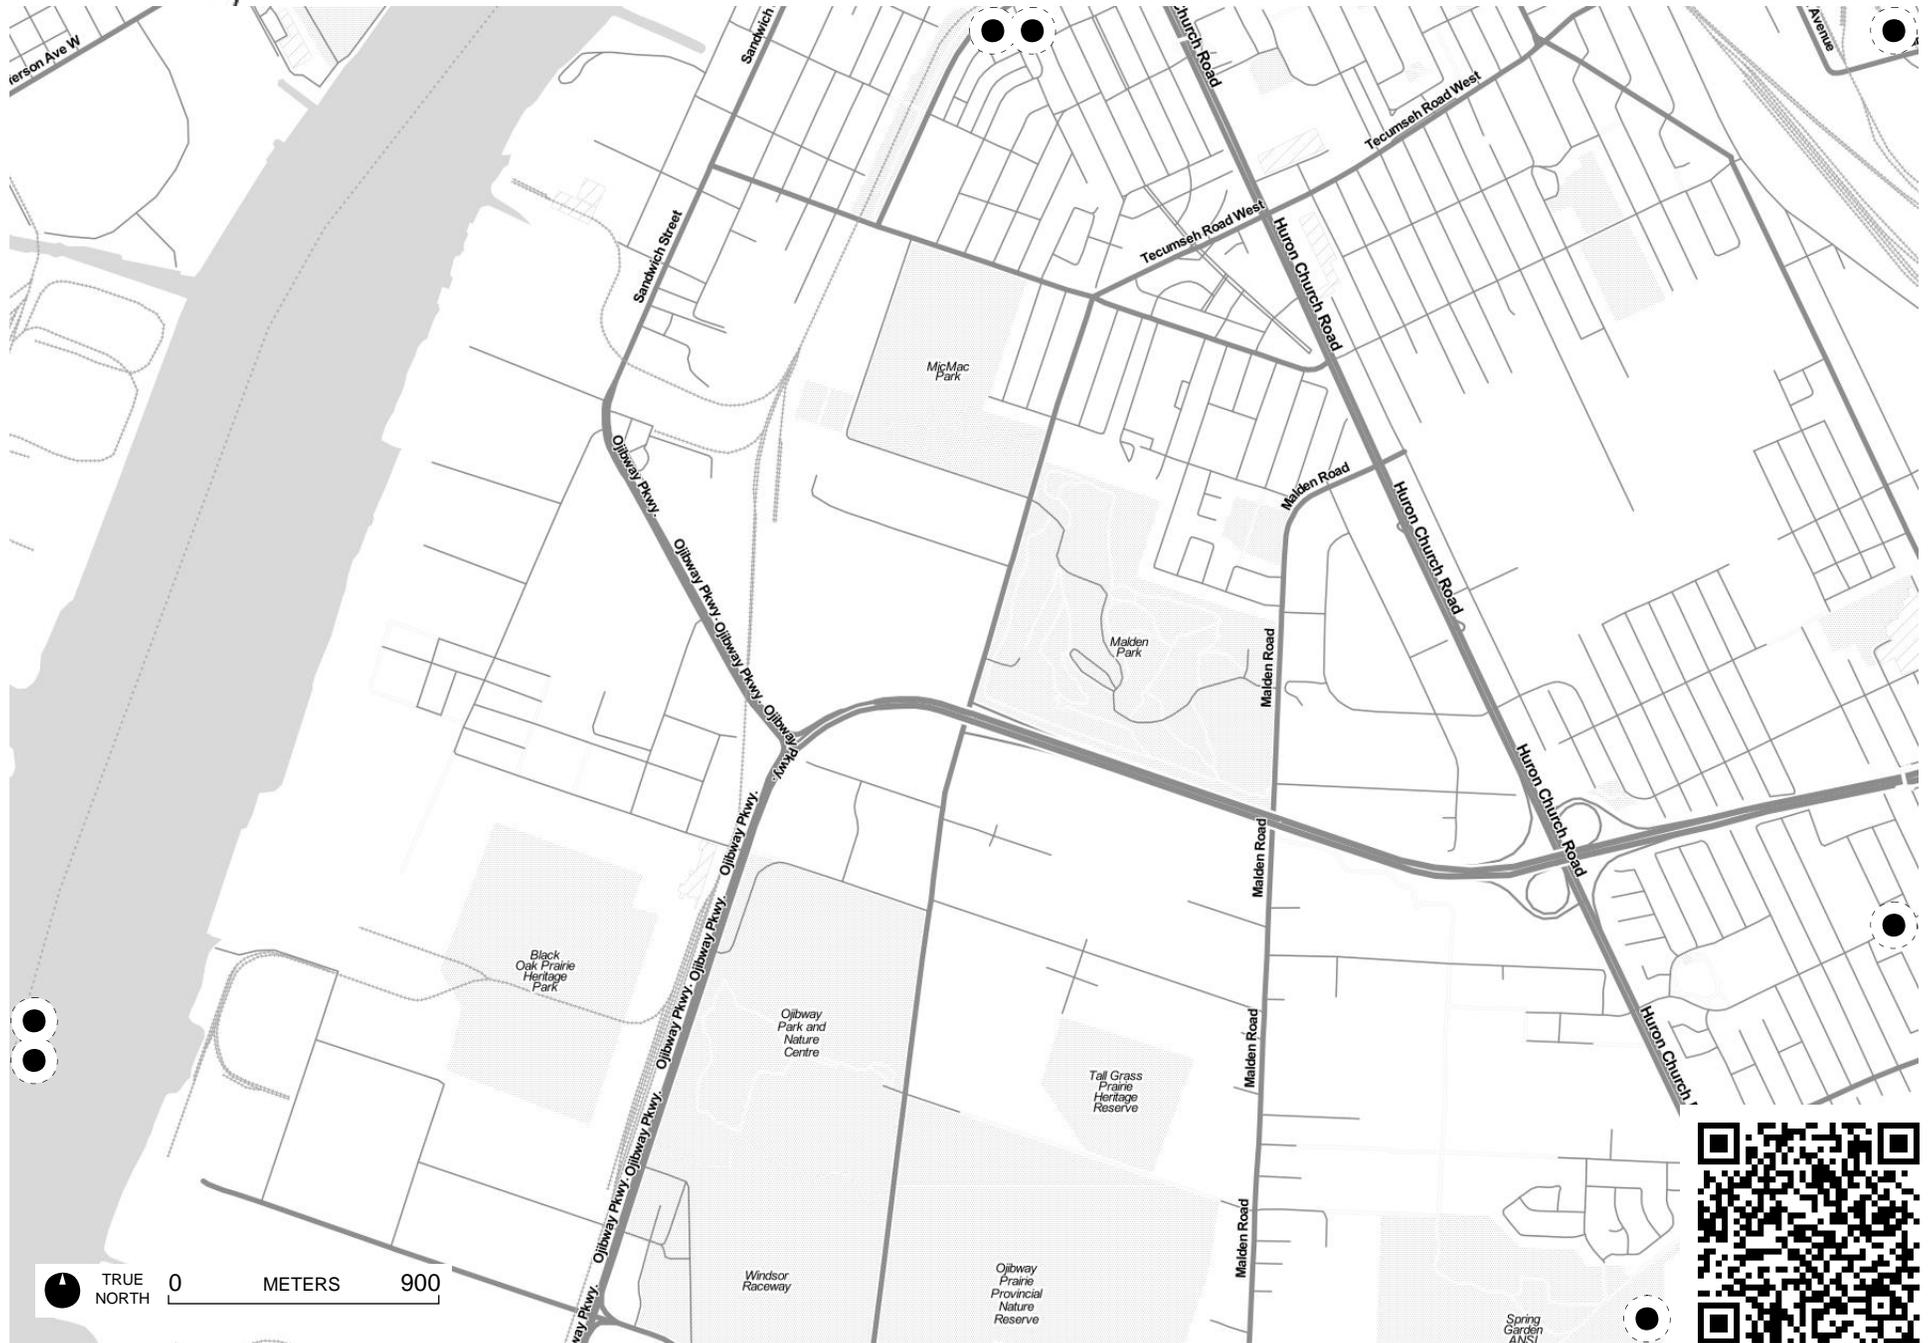 Sandwich
Church Road
Avenue
erson Ave W
Tecumseh Road West
Sandwich Street
Tecumseh Road West
Huron Church Road
MicMac
Park
Ojibway Pkwy.
Malden Road
Huron Church Road
Ojibway Pkwy.
Ojibway Pkwy.
Malden
Park
Malden Road
Ojibway
Pkwy.
Huron Church Road
Ojibway Pkwy.
Malden Road
Ojibway Pkwy.
Black
Oak Prairie
Heritage
Park
Ojibway Pkwy.
Ojibway
Park and
Nature
Centre
Malden Road
Huron Church
Tall Grass
Prairie
Heritage
Reserve
Ojibway Pkwy.
Ojibway Pkwy.
Malden Road
Windsor
Raceway
Ojibway
Prairie
Provincial
Nature
Reserve
Spring
Garden
ANSI
way Pkwy.
TRUE
NORTH
0 METERS 900